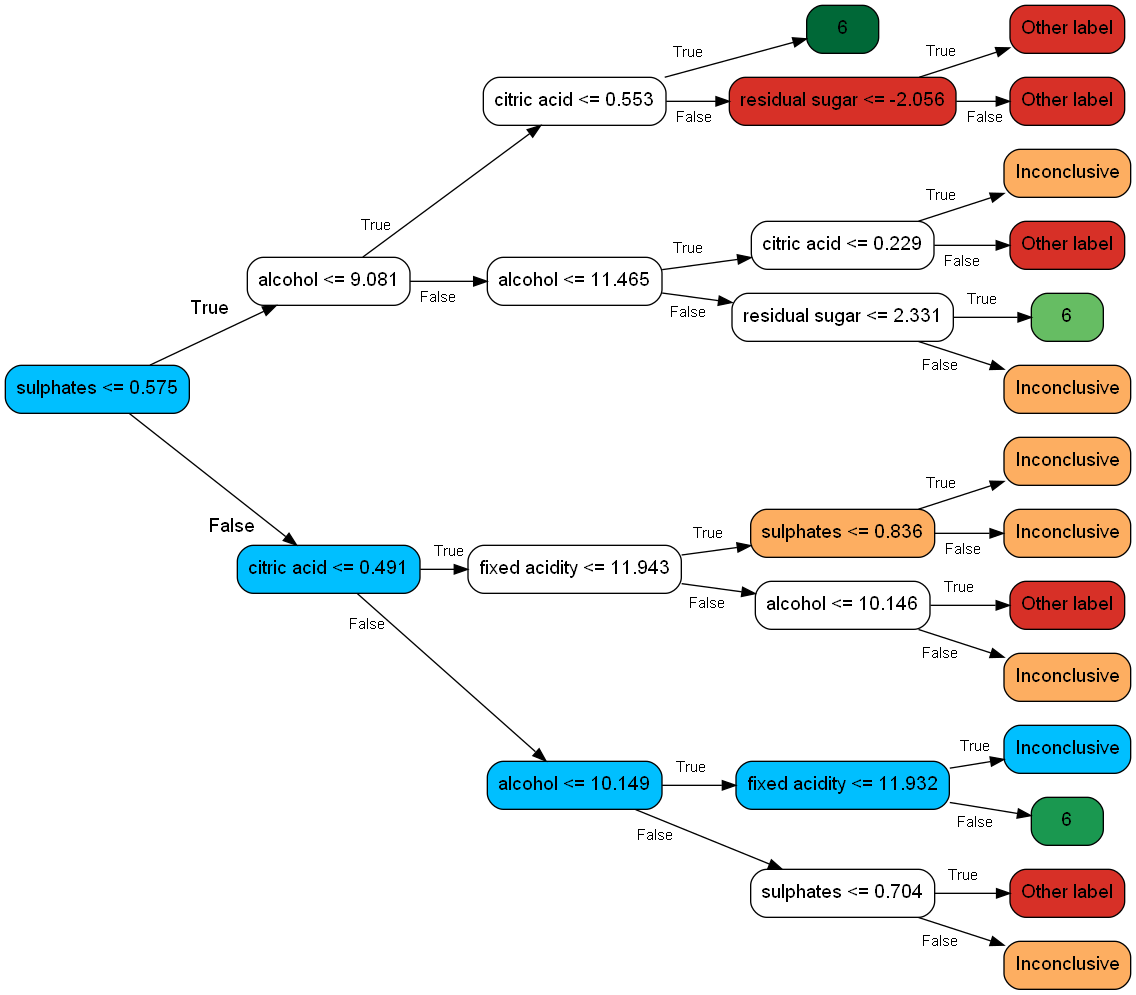 6
Other label
True
True
citric acid <= 0.553
residual sugar <= -2.056
Other label
False
False
Inconclusive
True
True
True
citric acid <= 0.229
Other label
False
alcohol <= 9.081
alcohol <= 11.465
False
True
False
True
residual sugar <= 2.331
6
False
sulphates <= 0.575
Inconclusive
Inconclusive
True
False
True
sulphates <= 0.836
Inconclusive
True
False
citric acid <= 0.491
fixed acidity <= 11.943
True
False
alcohol <= 10.146
Other label
False
False
Inconclusive
True
Inconclusive
True
alcohol <= 10.149
fixed acidity <= 11.932
False
6
False
True
sulphates <= 0.704
Other label
False
Inconclusive